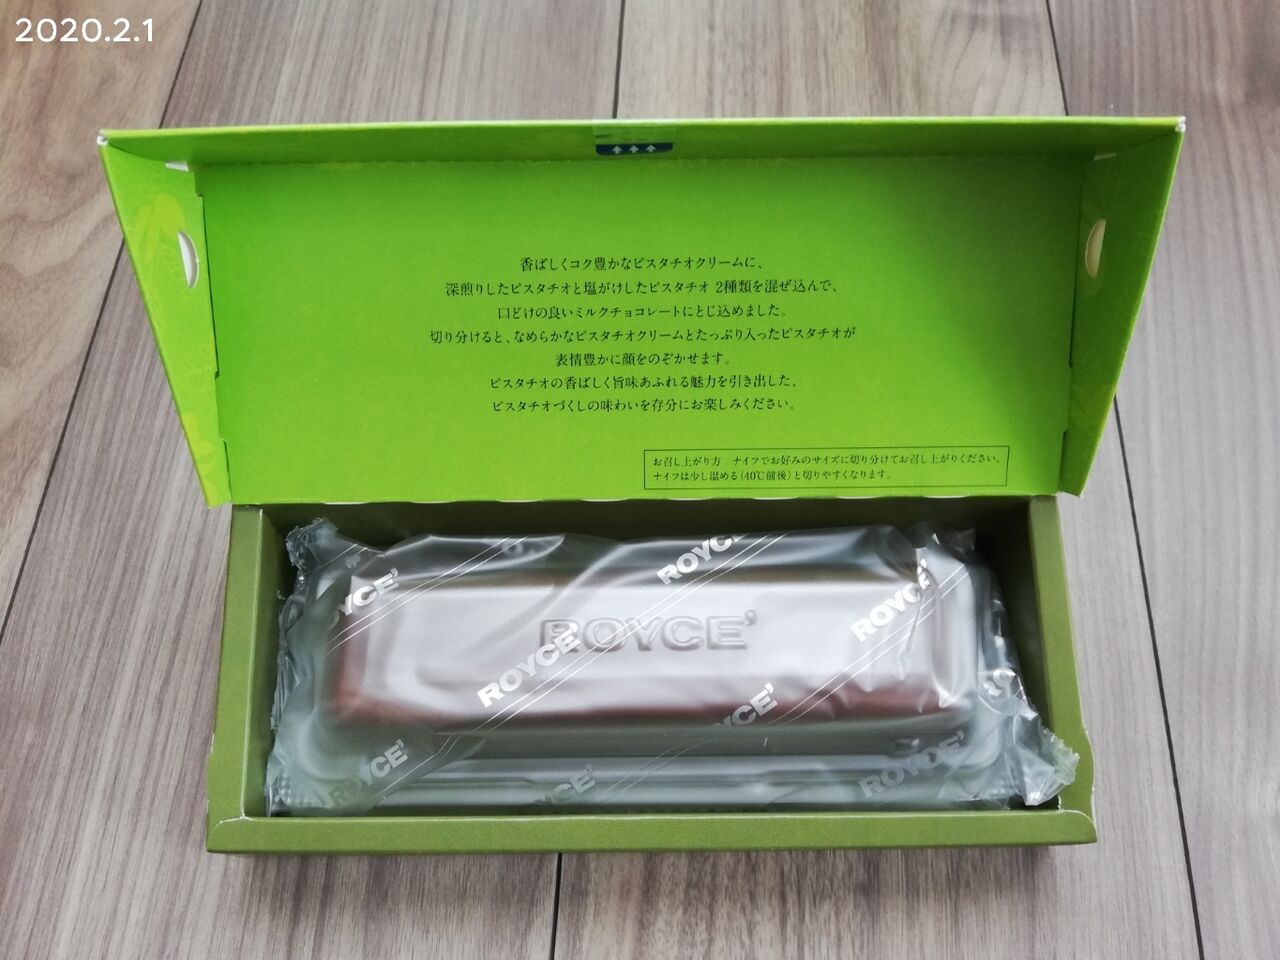 2020.2.1
香ばしくコク豊かなピスタチオクリームに、
深煎りしたピスタチオと塩がけしたピスタチオ 2種類を混ぜ込んで、
口どけの良いミルクチョコレートにとじ込めました。
切り分けると、なめらかなピスタチオクリームとたっぷり入ったピスタチオが
表情豊かに顔をのぞかせます。
ピスタチオの香ばしく旨味あふれる魅力を引き出した、
ピスタチオづくしの味わいを存分にお楽しみください。
お召し上がり方 ナイフでお好みのサイズに切り分けてお召し上がりください。
ナイフは少し温める(40℃前後)と切りやすくなります。
ROYC
YCE'
ROYCE'
ROYCE'
ROYCE'
YCE'
ROYCE'
YCE'
ROYCE'